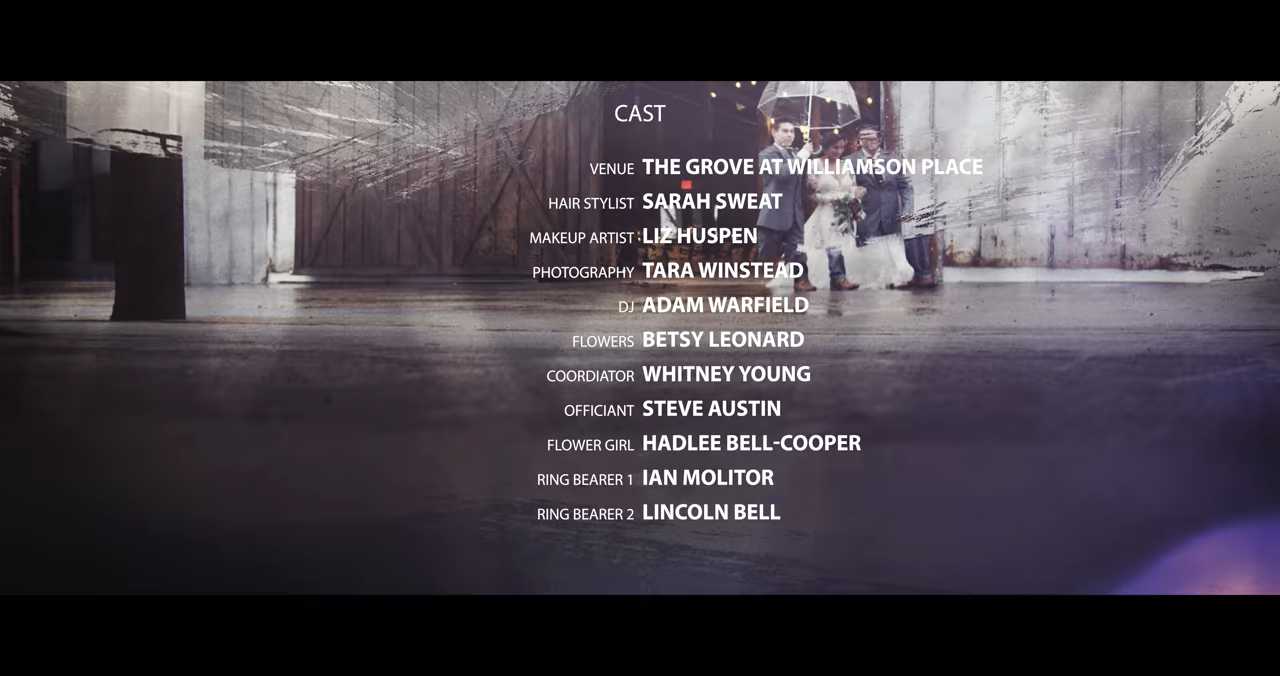 CAST
VENUE THE GROVE AT WILLIAMSON PLACE
HAIR STYLIST SARAH SWEAT
MAKEUP ARTIST LIZ HUSPEN
PHOTOGRAPHY TARA WINSTEAD
DJ ADAM WARFIELD
FLOWERS BETSY LEONARD
COORDIATOR WHITNEY YOUNG
OFFICIANT STEVE AUSTIN
FLOWER GIRL HADLEE BELL-COOPER
RING BEARER 1 IAN MOLITOR
RING BEARER 2 LINCOLN BELL